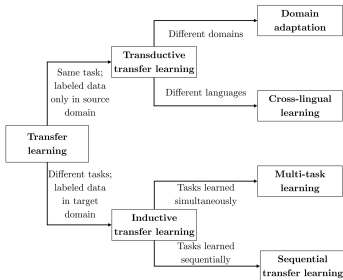 Domain
adaptation
Different domains
Transductive
transfer learning
Same task;
labeled data
only in source
domain
Different languages
Cross-lingual
learning
Transfer
learning
Different tasks;
labeled data
in target
domain
Multi-task
learning
Tasks learned
simultaneously
Inductive
transfer learning
Tasks learned
sequentially
Sequential
transfer learning